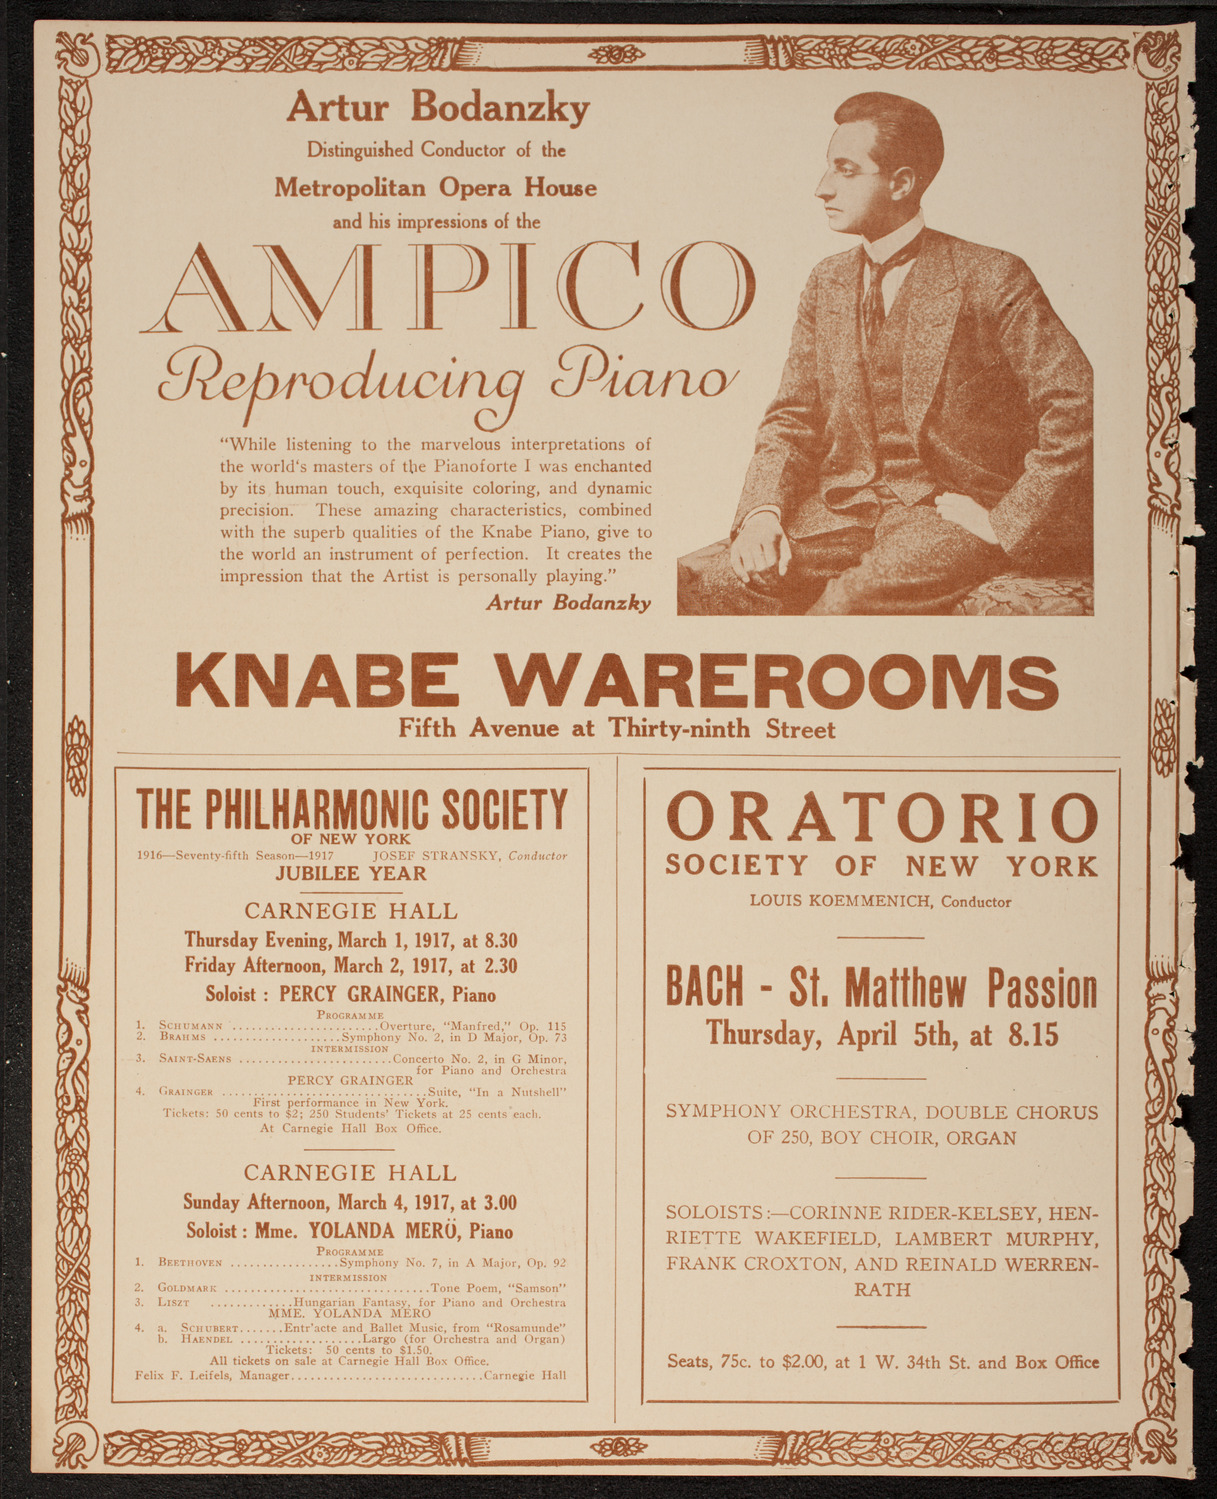 Artur Bodanzky
Distinguished Conductor of the
Metropolitan Opera House
and his impressions of the
AMPICO
Reproducing Piano
“While listening to the marvelous interpretations of
the world‘s masters of the Pianoforte I was enchanted
by its human touch, exquisite coloring, and dynamic
precision. These amazing characteristics, combined
with the superb qualities of the Knabe Piano, give to
the world an instrument of perfection. It creates the
impression that the Artist is personally playing.”
Artur Bodanzky
KNABE WAREROOMS
Fifth Avenue at Thirty-ninth Street
THE PHILHARMONIC SOCIETY
OF NEW YORK
1916—Seventy-fifth Season—1917 JOSEF STRANSKY, Conductor
JUBILEE YEAR
CARNEGIE HALL
Thursday Evening, March 1, 1917, at 8.30
Friday Afternoon, March 2, 1917, at 2.30
Soloist : PERCY GRAINGER, Piano
PROGRAMME
1. SCHUMANN .......................Overture, “Manfred,” Op. 115
2. BRAHMS ....................Symphony No. 2, in D Major, Op. 73
INTERMISSION
3. SAINT-SAENS ........................Concerto No. 2, in G Minor,
for Piano and Orchestra
PERCY GRAINGER
4. GRAINGER ................................Suite, “In a Nutshell”
First performance in New York.
Tickets: 50 cents to $2; 250 Students’ Tickets at 25 cents each.
At Carnegie Hall Box Office.
CARNEGIE HALL
Sunday Afternoon, March 4, 1917, at 3.00
Soloist : Mme. YOLANDA MERÖ, Piano
PROGRAMME
1. BEETHOVEN .................Symphony No. 7, in A Major, Op. 92
INTERMISSION
2. GOLDMARK ................................Tone Poem, “Samson”
3. LISZT .............Hungarian Fantasy, for Piano and Orchestra
MME. YOLANDA MERO
4. a. SCHUBERT.......Entr’acte and Ballet Music, from “Rosamunde”
b. HAENDEL ...................Largo (for Orchestra and Organ)
Tickets: 50 cents to $1.50.
All tickets on sale at Carnegie Hall Box Office.
Felix F. Leifels, Manager..............................Carnegie Hall
ORATORIO
SOCIETY OF NEW YORK
LOUIS KOEMMENICH, Conductor
BACH - St. Matthew Passion
Thursday, April 5th, at 8.15
SYMPHONY ORCHESTRA, DOUBLE CHORUS
OF 250, BOY CHOIR, ORGAN
SOLOISTS:—CORINNE RIDER-KELSEY, HEN-
RIETTE WAKEFIELD, LAMBERT MURPHY,
FRANK CROXTON, AND REINALD WERREN-
RATH
Seats, 75c. to $2.00, at 1 W. 34th St. and Box Office